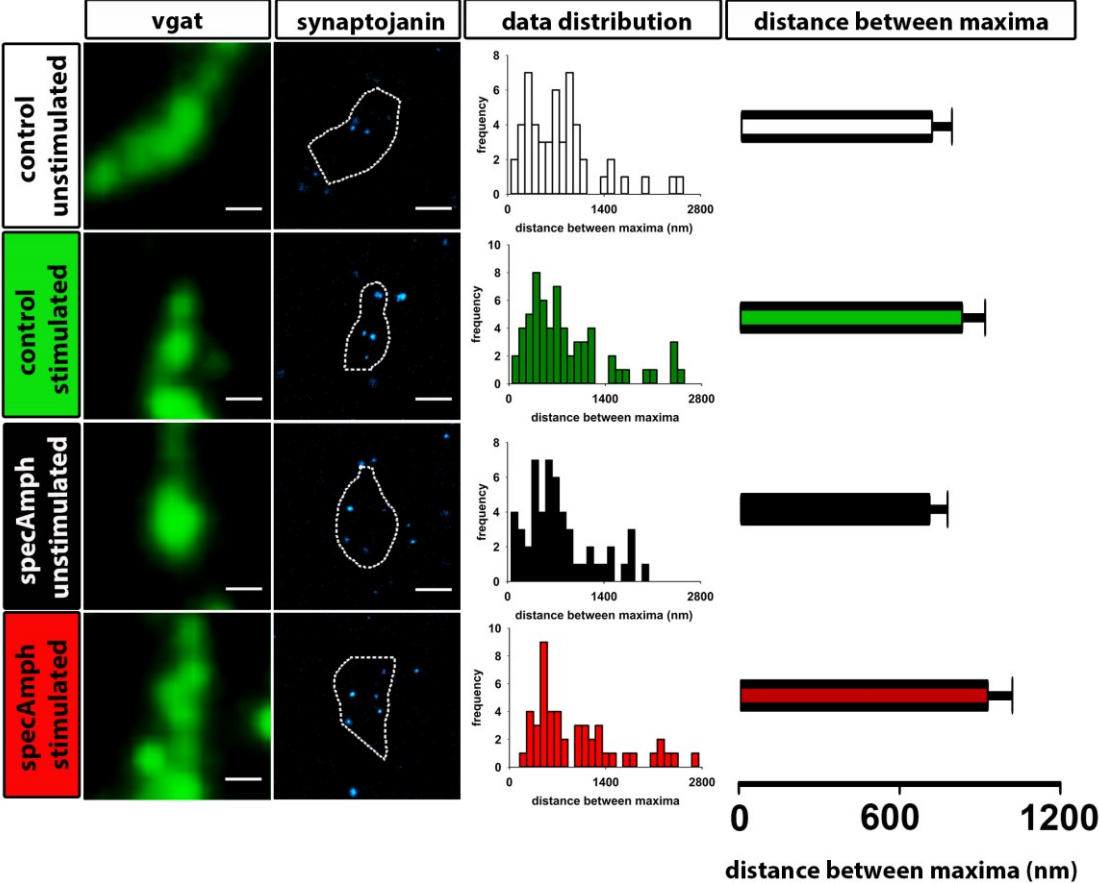 vgat
synaptojanin
data distribution
distance between maxima
control
unstimulated
frequency
8
6
4
2
0
0
1400
2800
distance between maxima (nm)
control
stimulated
frequency
10
8
6
4
2
0
0
1400
2800
distance between maxima
specAmph
unstimulated
frequency
8
6
4
2
0
0
1400
2800
distance between maxima (nm)
specAmph
stimulated
frequency
10
8
6
4
2
0
0
1400
2800
distance between maxima
0
600
1200
distance between maxima (nm)